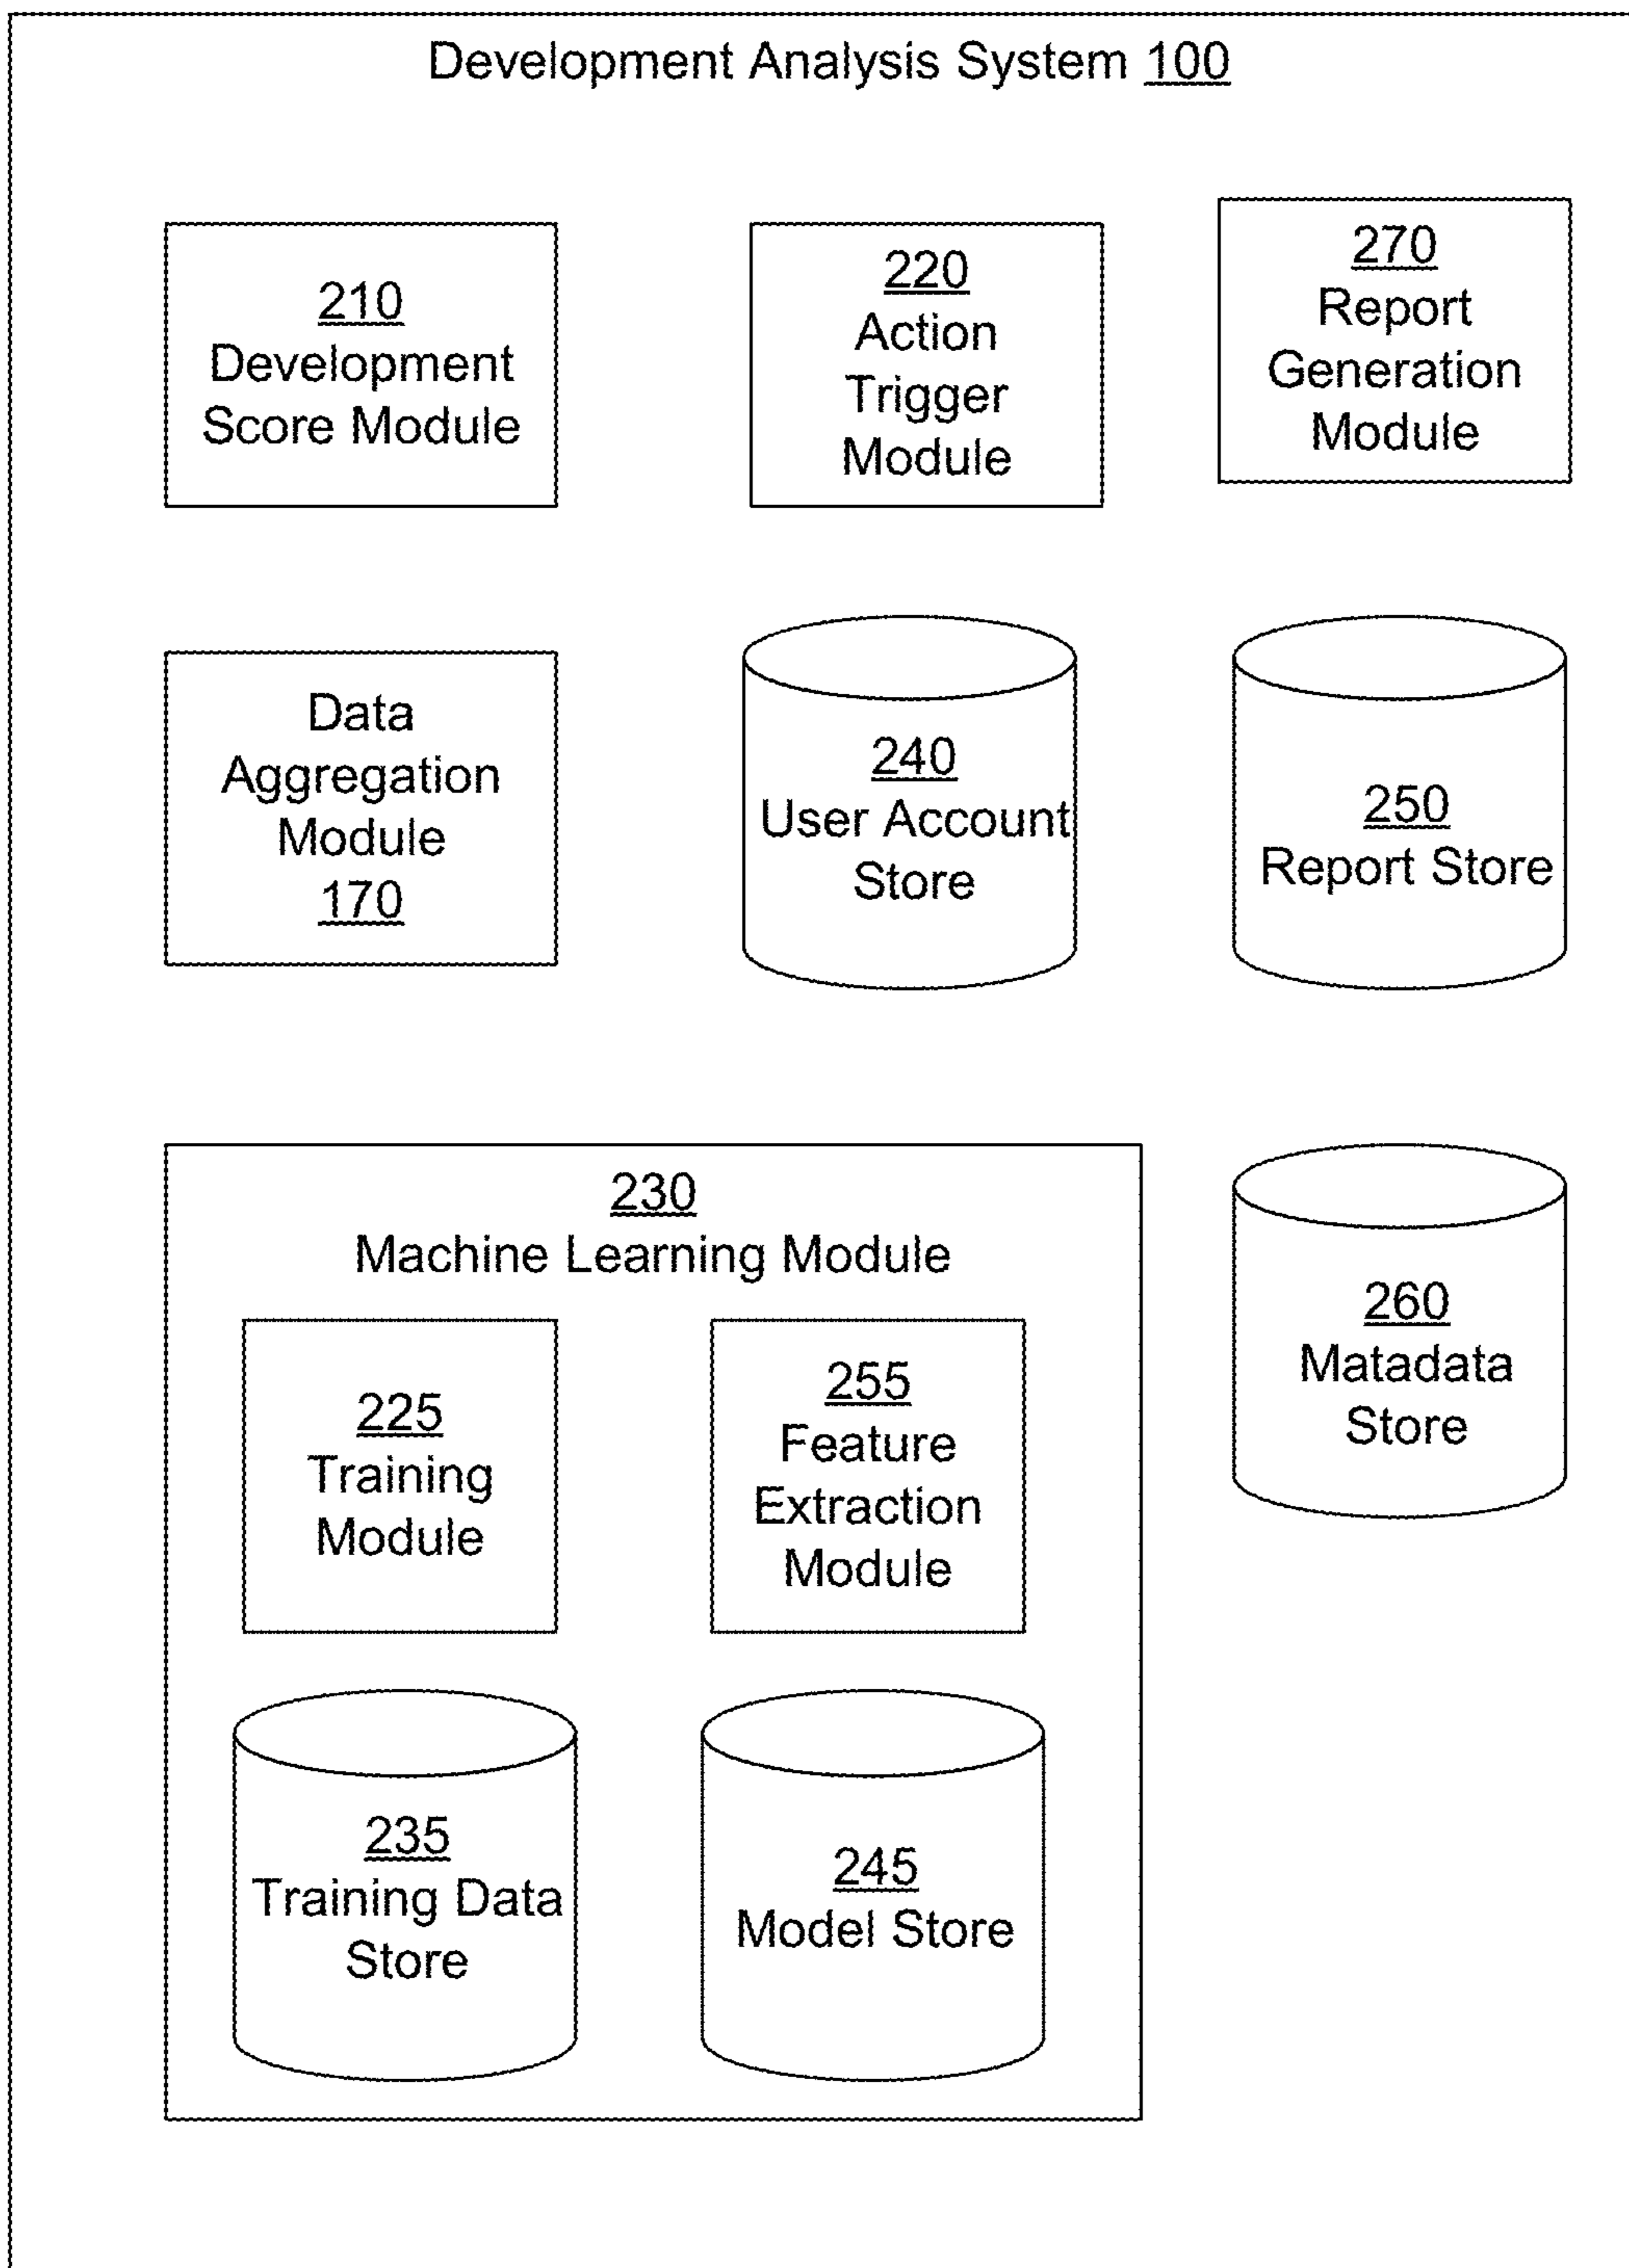 Development Analysis System 100
210
Development
Score Module
220
Action
Trigger
Module
270
Report
Generation
Module
Data
Aggregation
Module
170
240
User Account
Store
250
Report Store
230
Machine Learning Module
225
Training
Module
255
Feature
Extraction
Module
260
Matadata
Store
235
Training Data
Store
245
Model Store